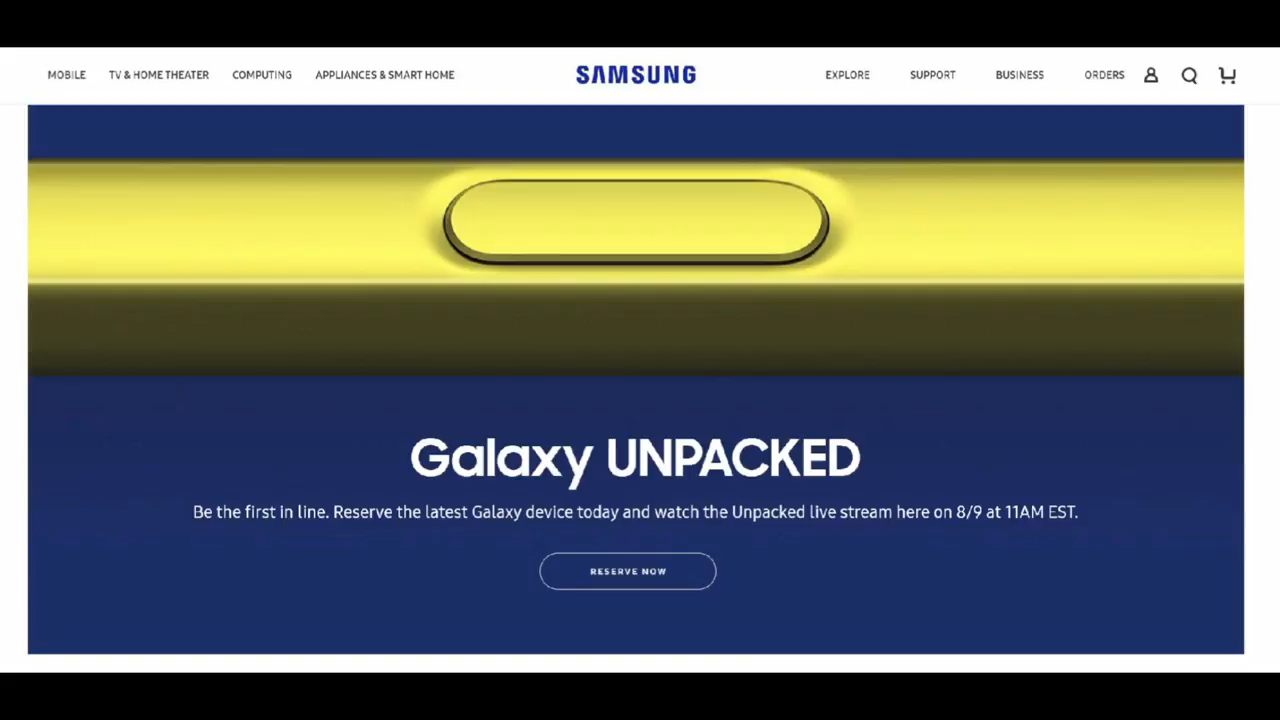 MOBILE TV & HOME THEATER COMPUTING APPLIANCES & SMART HOME SAMSUNG EXPLORE SUPPORT BUSINESS ORDERS
Galaxy UNPACKED
Be the first in line. Reserve the latest Galaxy device today and watch the Unpacked live stream here on 8/9 at 11AM EST.
RESERVE NOW